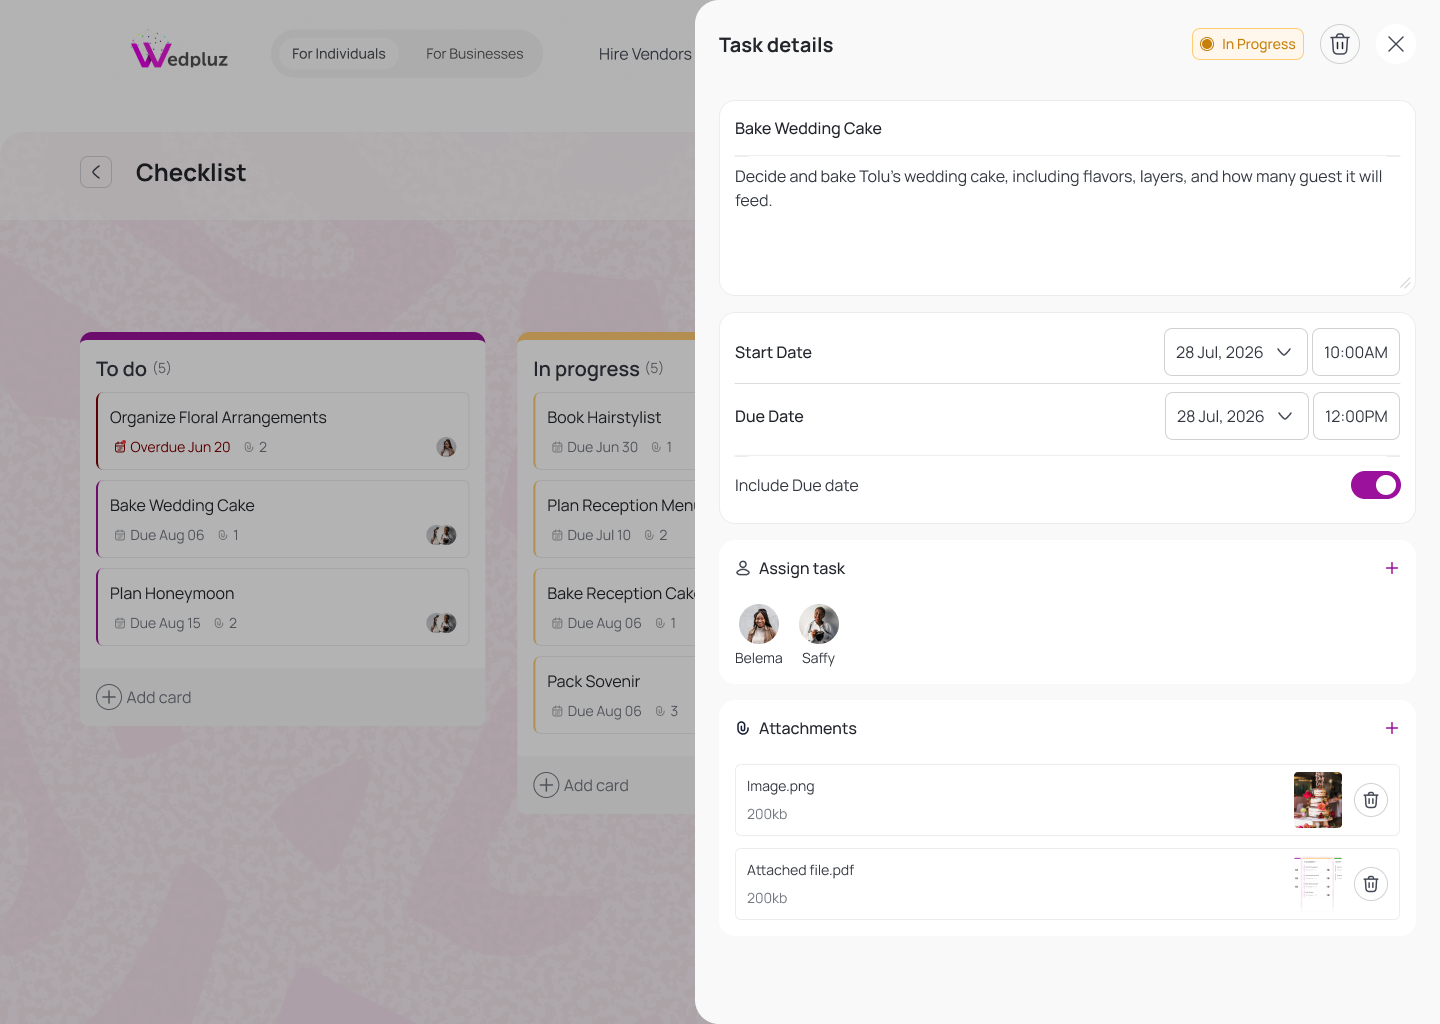 Wedpluz
For Individuals
For Businesses
Hire Vendors
Checklist
To do (5)
Organize Floral Arrangements
Overdue Jun 20 2
Bake Wedding Cake
Due Aug 06 1
Plan Honeymoon
Due Aug 15 2
Add card
In progress (5)
Book Hairstylist
Due Jun 30 1
Plan Reception Men
Due Jul 10 2
Bake Reception Cak
Due Aug 06 1
Pack Sovenir
Due Aug 06 3
Add card
Task details
In Progress
Bake Wedding Cake
Decide and bake Tolu's wedding cake, including flavors, layers, and how many guest it will
feed.
Start Date
28 Jul, 2026
10:00AM
Due Date
28 Jul, 2026
12:00PM
Include Due date
Assign task
Belema
Saffy
Attachments
Image.png
200kb
Attached file.pdf
200kb